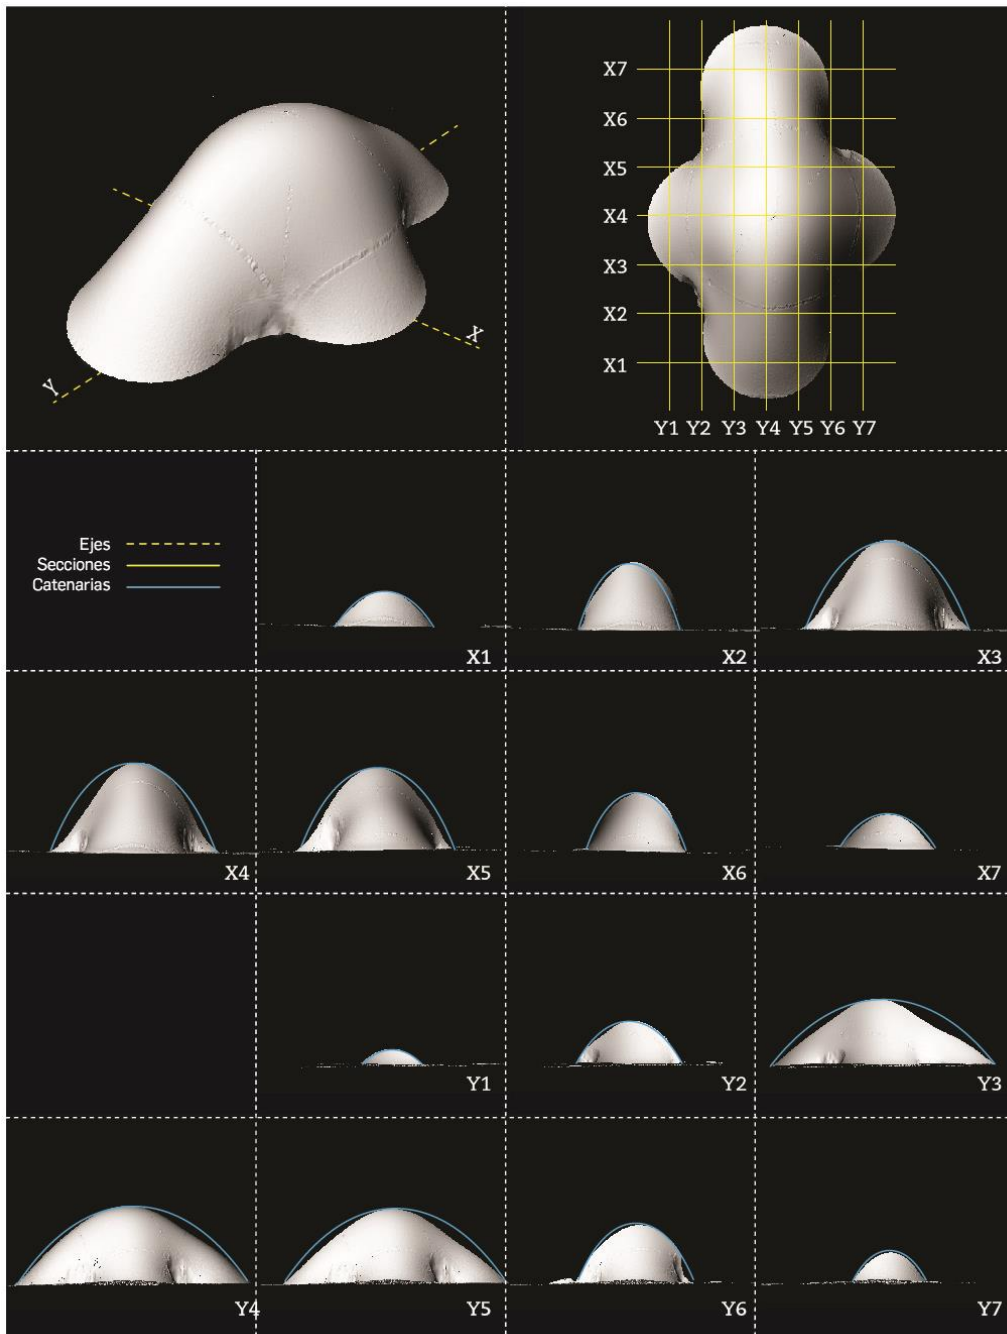 X
Y
X7
X6
X5
X4
X3
X2
X1
Y1 Y2 Y3 Y4 Y5 Y6 Y7
Ejes
Secciones
Catenarias
X1
X2
X3
X4
X5
X6
X7
Y1
Y2
Y3
Y4
Y5
Y6
Y7